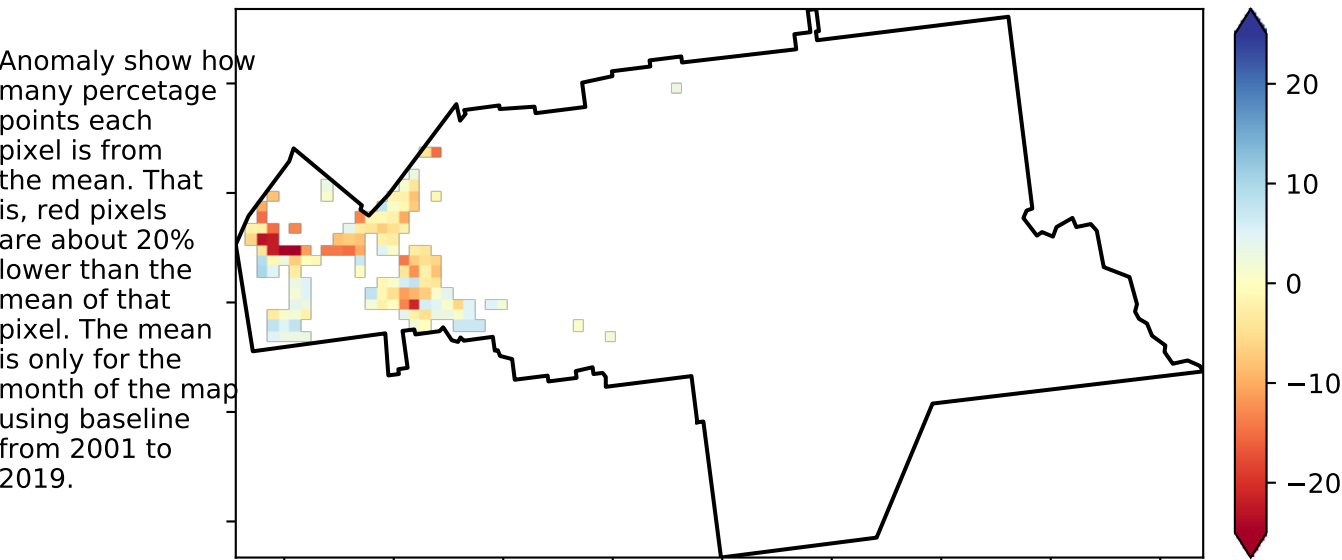 Anomaly show how
many percetage
points each
pixel is from
the mean. That
is, red pixels
are about 20%
lower than the
mean of that
pixel. The mean
is only for the
month of the map
using baseline
from 2001 to
2019.
20
10
0
−10
−20